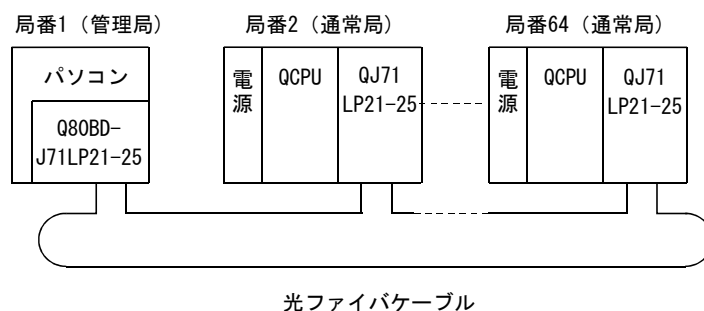 局番1（管理局）
局番2（通常局）
局番64（通常局）
パソコン
Q80BD-
J71LP21-25
電源
QCPU
QJ71
LP21-25
電源
QCPU
QJ71
LP21-25
光ファイバケーブル